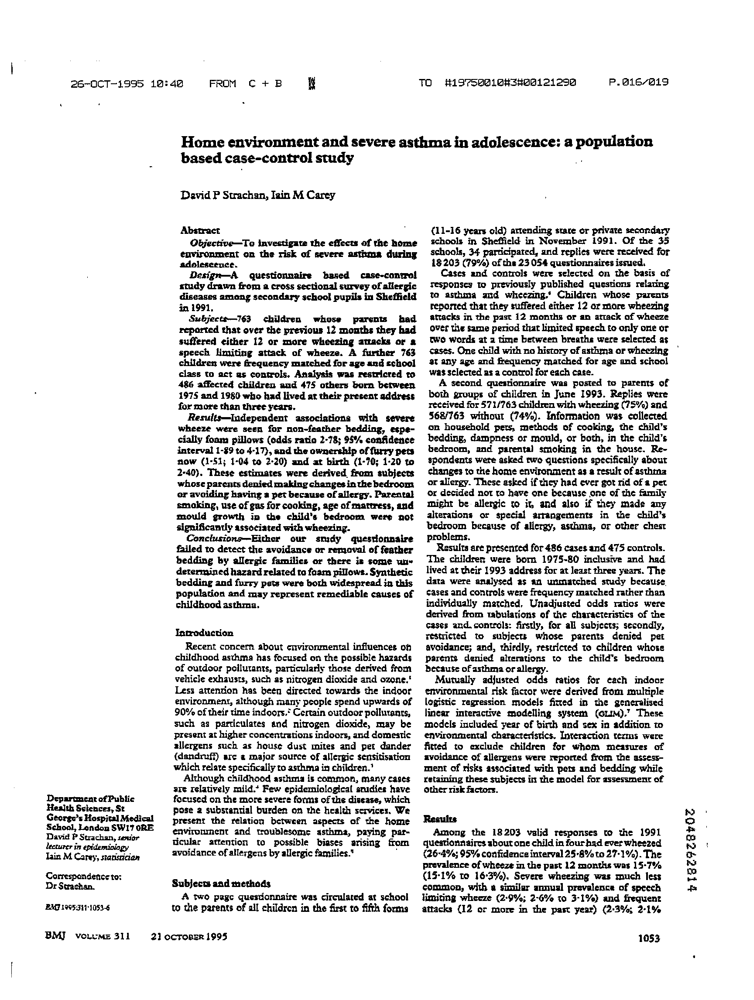 26-OCT-1995 10:40 FROM C + B TO #19750010#3#00121290 P.016/019
Home environment and severe asthma in adolescence: a population
based case-control study
David P Strachan, Iain M Carey
Abstract
Objective—To investigate the effects of the home
environment on the risk of severe asthma during
adolescence.
Design—A questionnaire based case-control
study drawn from a cross sectional survey of allergic
diseases among secondary school pupils in Sheffield
in 1991.
Subjects—763 children whose parents had
reported that over the previous 12 months they had
suffered either 12 or more wheezing attacks or a
speech limiting attack of wheeze. A further 763
children were frequency matched for age and school
class to act as controls. Analysis was restricted to
486 affected children and 475 others born between
1975 and 1980 who had lived at their present address
for more than three years.
Results—Independent associations with severe
wheeze were seen for non-feather bedding, espe-
cially foam pillows (odds ratio 2·78; 95% confidence
interval 1·89 to 4·17), and the ownership of furry pets
now (1·51; 1·04 to 2·20) and at birth (1·70; 1·20 to
2·40). These estimates were derived from subjects
whose parents denied making changes in the bedroom
or avoiding having a pet because of allergy. Parental
smoking, use of gas for cooking, age of mattress, and
mould growth in the child's bedroom were not
significantly associated with wheezing.
Conclusions—Either our study questionnaire
failed to detect the avoidance or removal of feather
bedding by allergic families or there is some un-
determined hazard related to foam pillows. Synthetic
bedding and furry pets were both widespread in this
population and may represent remediable causes of
childhood asthma.
Introduction
Recent concern about environmental influences on
childhood asthma has focused on the possible hazards
of outdoor pollutants, particularly those derived from
vehicle exhausts, such as nitrogen dioxide and ozone.¹
Less attention has been directed towards the indoor
environment, although many people spend upwards of
90% of their time indoors.² Certain outdoor pollutants,
such as particulates and nitrogen dioxide, may be
present at higher concentrations indoors, and domestic
allergens such as house dust mites and pet dander
(dandruff) are a major source of allergic sensitisation
which relate specifically to asthma in children.³
Although childhood asthma is common, many cases
are relatively mild.⁴ Few epidemiological studies have
focused on the more severe forms of the disease, which
pose a substantial burden on the health services. We
present the relation between aspects of the home
environment and troublesome asthma, paying par-
ticular attention to possible biases arising from
avoidance of allergens by allergic families.⁵
Subjects and methods
A two page questionnaire was circulated at school
to the parents of all children in the first to fifth forms
(11-16 years old) attending state or private secondary
schools in Sheffield in November 1991. Of the 35
schools, 34 participated, and replies were received for
18 203 (79%) of the 23 054 questionnaires issued.
Cases and controls were selected on the basis of
responses to previously published questions relating
to asthma and wheezing.⁶ Children whose parents
reported that they suffered either 12 or more wheezing
attacks in the past 12 months or an attack of wheeze
over the same period that limited speech to only one or
two words at a time between breaths were selected as
cases. One child with no history of asthma or wheezing
at any age and frequency matched for age and school
was selected as a control for each case.
A second questionnaire was posted to parents of
both groups of children in June 1993. Replies were
received for 571/763 children with wheezing (75%) and
568/763 without (74%). Information was collected
on household pets, methods of cooking, the child's
bedding, dampness or mould, or both, in the child's
bedroom, and parental smoking in the house. Re-
spondents were asked two questions specifically about
changes to the home environment as a result of asthma
or allergy. These asked if they had ever got rid of a pet
or decided not to have one because one of the family
might be allergic to it, and also if they made any
alterations or special arrangements in the child's
bedroom because of allergy, asthma, or other chest
problems.
Results are presented for 486 cases and 475 controls.
The children were born 1975-80 inclusive and had
lived at their 1993 address for at least three years. The
data were analysed as an unmatched study because
cases and controls were frequency matched rather than
individually matched. Unadjusted odds ratios were
derived from tabulations of the characteristics of the
cases and controls: firstly, for all subjects; secondly,
restricted to subjects whose parents denied pet
avoidance; and, thirdly, restricted to children whose
parents denied alterations to the child's bedroom
because of asthma or allergy.
Mutually adjusted odds ratios for each indoor
environmental risk factor were derived from multiple
logistic regression models fitted in the generalised
linear interactive modelling system (GLIM).⁷ These
models included year of birth and sex in addition to
environmental characteristics. Interaction terms were
fitted to exclude children for whom measures of
avoidance of allergens were reported from the assess-
ment of risks associated with pets and bedding while
retaining these subjects in the model for assessment of
other risk factors.
Results
Among the 18 203 valid responses to the 1991
questionnaires about one child in four had ever wheezed
(26·4%; 95% confidence interval 25·8% to 27·1%). The
prevalence of wheeze in the past 12 months was 15·7%
(15·1% to 16·3%). Severe wheezing was much less
common, with a similar annual prevalence of speech
limiting wheeze (2·9%; 2·6% to 3·1%) and frequent
attacks (12 or more in the past year) (2·3%; 2·1%
Department of Public
Health Sciences, St
George's Hospital Medical
School, London SW17 0RE
David P Strachan, senior
lecturer in epidemiology
Iain M Carey, statistician
Correspondence to:
Dr Strachan.
BMJ 1995;311:1053-6
2048262814
BMJ VOLUME 311 21 OCTOBER 1995 1053